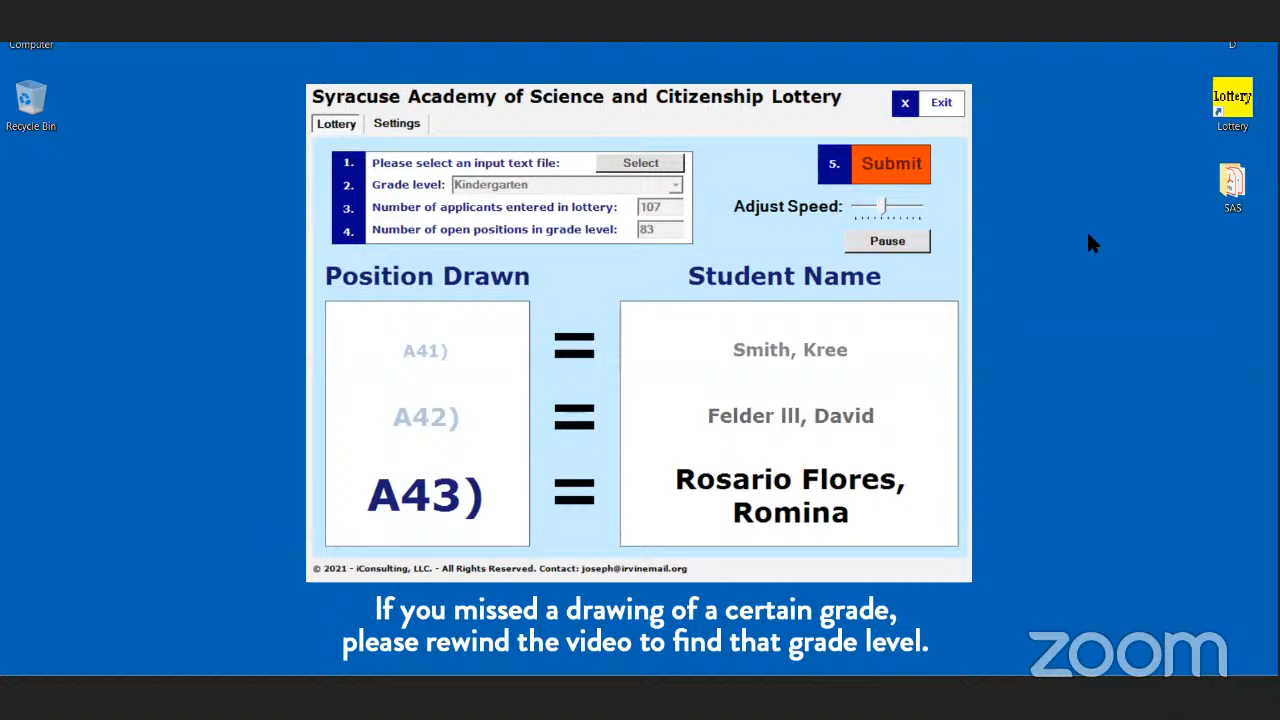 Computer
D
Recycle Bin
Lottery
Lottery
SAS
Syracuse Academy of Science and Citizenship Lottery
X Exit
Lottery Settings
1. Please select an input text file: Select
2. Grade level: Kindergarten
3. Number of applicants entered in lottery: 107
4. Number of open positions in grade level: 83
5. Submit
Adjust Speed:
Pause
Position Drawn Student Name
A41) = Smith, Kree
A42) = Felder lll, David
A43) = Rosario Flores,
Romina
© 2021 - iConsulting, LLC. - All Rights Reserved. Contact: joseph@irvinemail.org
If you missed a drawing of a certain grade,
please rewind the video to find that grade level.
zoom